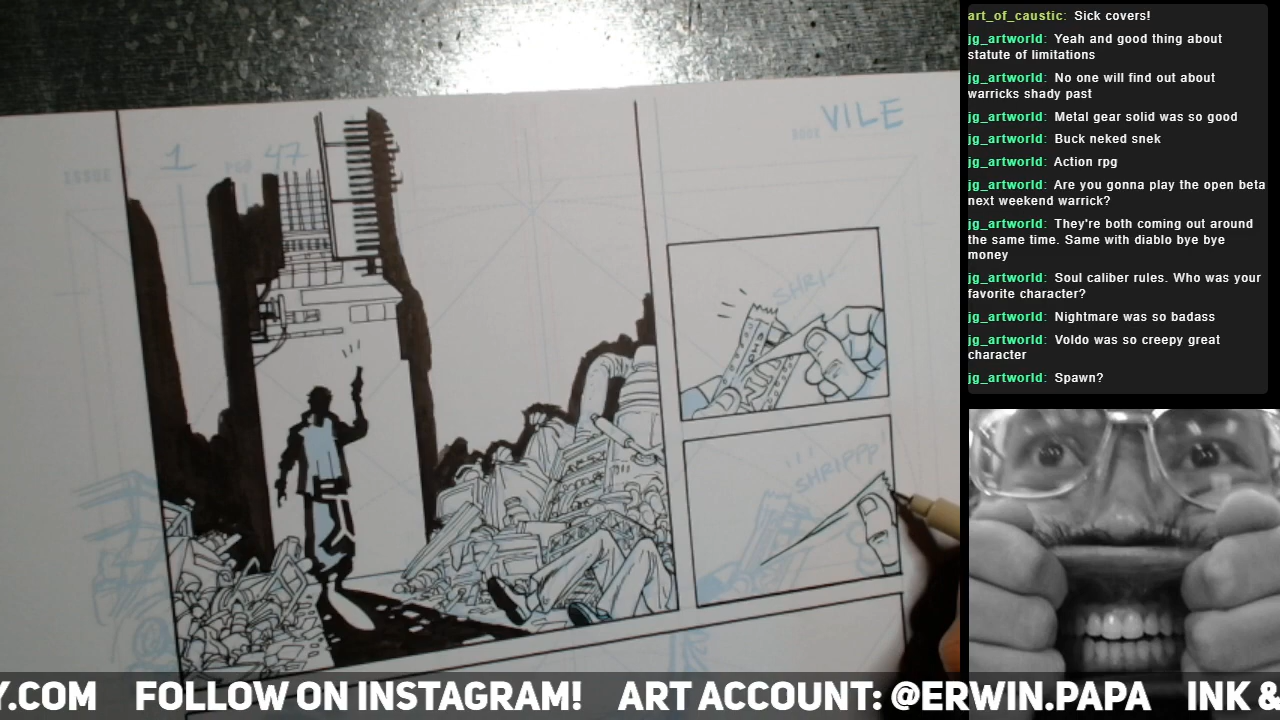 art_of_caustic: Sick covers!
jg_artworld: Yeah and good thing about
statute of limitations
jg_artworld: No one will find out about
warricks shady past
jg_artworld: Metal gear solid was so good
jg_artworld: Buck neked snek
jg_artworld: Action rpg
jg_artworld: Are you gonna play the open beta
next weekend warrick?
jg_artworld: They're both coming out around
the same time. Same with diablo bye bye
money
jg_artworld: Soul caliber rules. Who was your
favorite character?
jg_artworld: Nightmare was so badass
jg_artworld: Voldo was so creepy great
character
jg_artworld: Spawn?
ISSUE 1 PAGE 47
BOOK VILE
SHRI--
SHRIPPP
Y.COM FOLLOW ON INSTAGRAM! ART ACCOUNT: @ERWIN.PAPA INK &